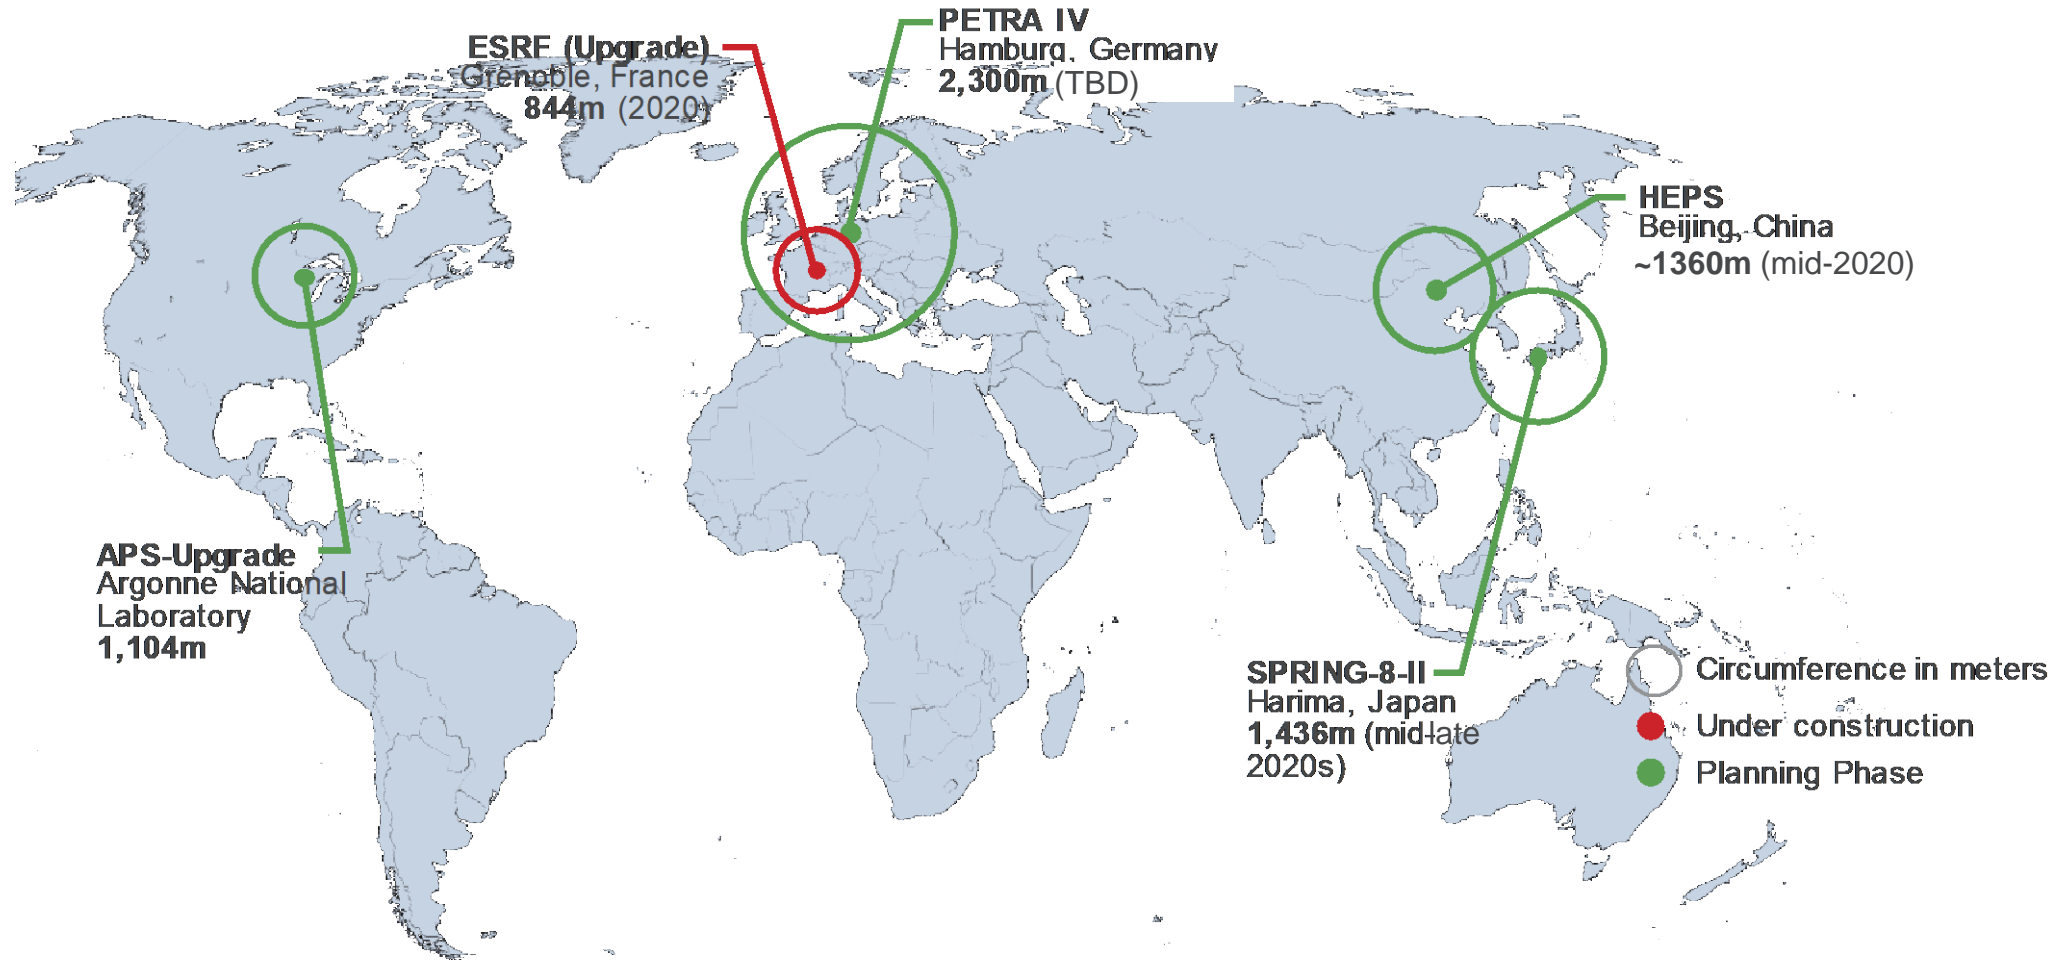 PETRA IV
Hamburg, Germany
2,300m (TBD)
ESRF (Upgrade)
Grenoble, France
844m (2020)
HEPS
Beijing, China
~1360m (mid-2020)
APS-Upgrade
Argonne National
Laboratory
1,104m
SPRING-8-II
Harima, Japan
1,436m (mid-late
2020s)
Circumference in meters
Under construction
Planning Phase